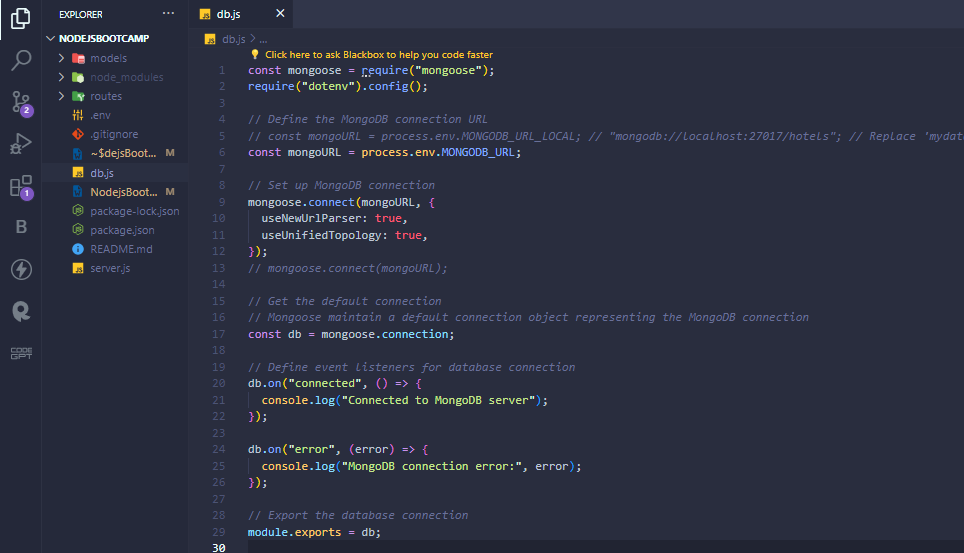 EXPLORER ...
NODEJSBOOTCAMP
models
node_modules
routes
.env
.gitignore
~$dejsBoot... M
db.js
NodejsBoot... M
package-lock.json
package.json
README.md
server.js
2
1
B
CODE
GPT
db.js
db.js > ...
Click here to ask Blackbox to help you code faster
1 const mongoose = require("mongoose");
2 require("dotenv").config();
3
4 // Define the MongoDB connection URL
5 // const mongoURL = process.env.MONGODB_URL_LOCAL; // "mongodb://localhost:27017/hotels"; // Replace 'mydat
6 const mongoURL = process.env.MONGODB_URL;
7
8 // Set up MongoDB connection
9 mongoose.connect(mongoURL, {
10   useNewUrlParser: true,
11   useUnifiedTopology: true,
12 });
13 // mongoose.connect(mongoURL);
14
15 // Get the default connection
16 // Mongoose maintain a default connection object representing the MongoDB connection
17 const db = mongoose.connection;
18
19 // Define event listeners for database connection
20 db.on("connected", () => {
21   console.log("Connected to MongoDB server");
22 });
23
24 db.on("error", (error) => {
25   console.log("MongoDB connection error:", error);
26 });
27
28 // Export the database connection
29 module.exports = db;
30